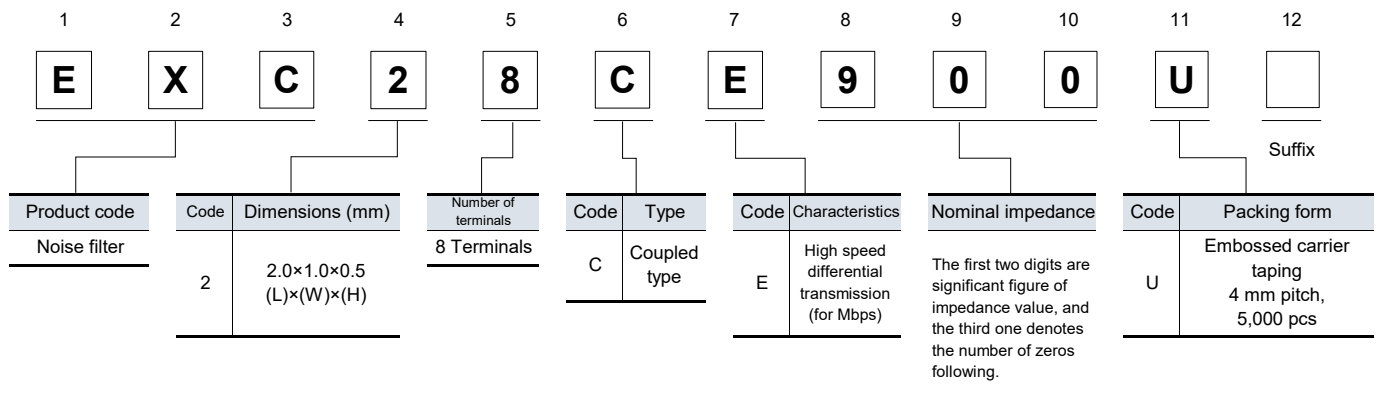 1 2 3 4 5 6 7 8 9 10 11 12
E X C 2 8 C E 9 0 0 U
Suffix
Product code
Noise filter
Code Dimensions (mm)
2
2.0×1.0×0.5
(L)×(W)×(H)
Number of
terminals
8 Terminals
Code Type
C
Coupled
type
Code Characteristics
E
High speed
differential
transmission
(for Mbps)
Nominal impedance
The first two digits are
significant figure of
impedance value, and
the third one denotes
the number of zeros
following.
Code Packing form
U
Embossed carrier
taping
4 mm pitch,
5,000 pcs